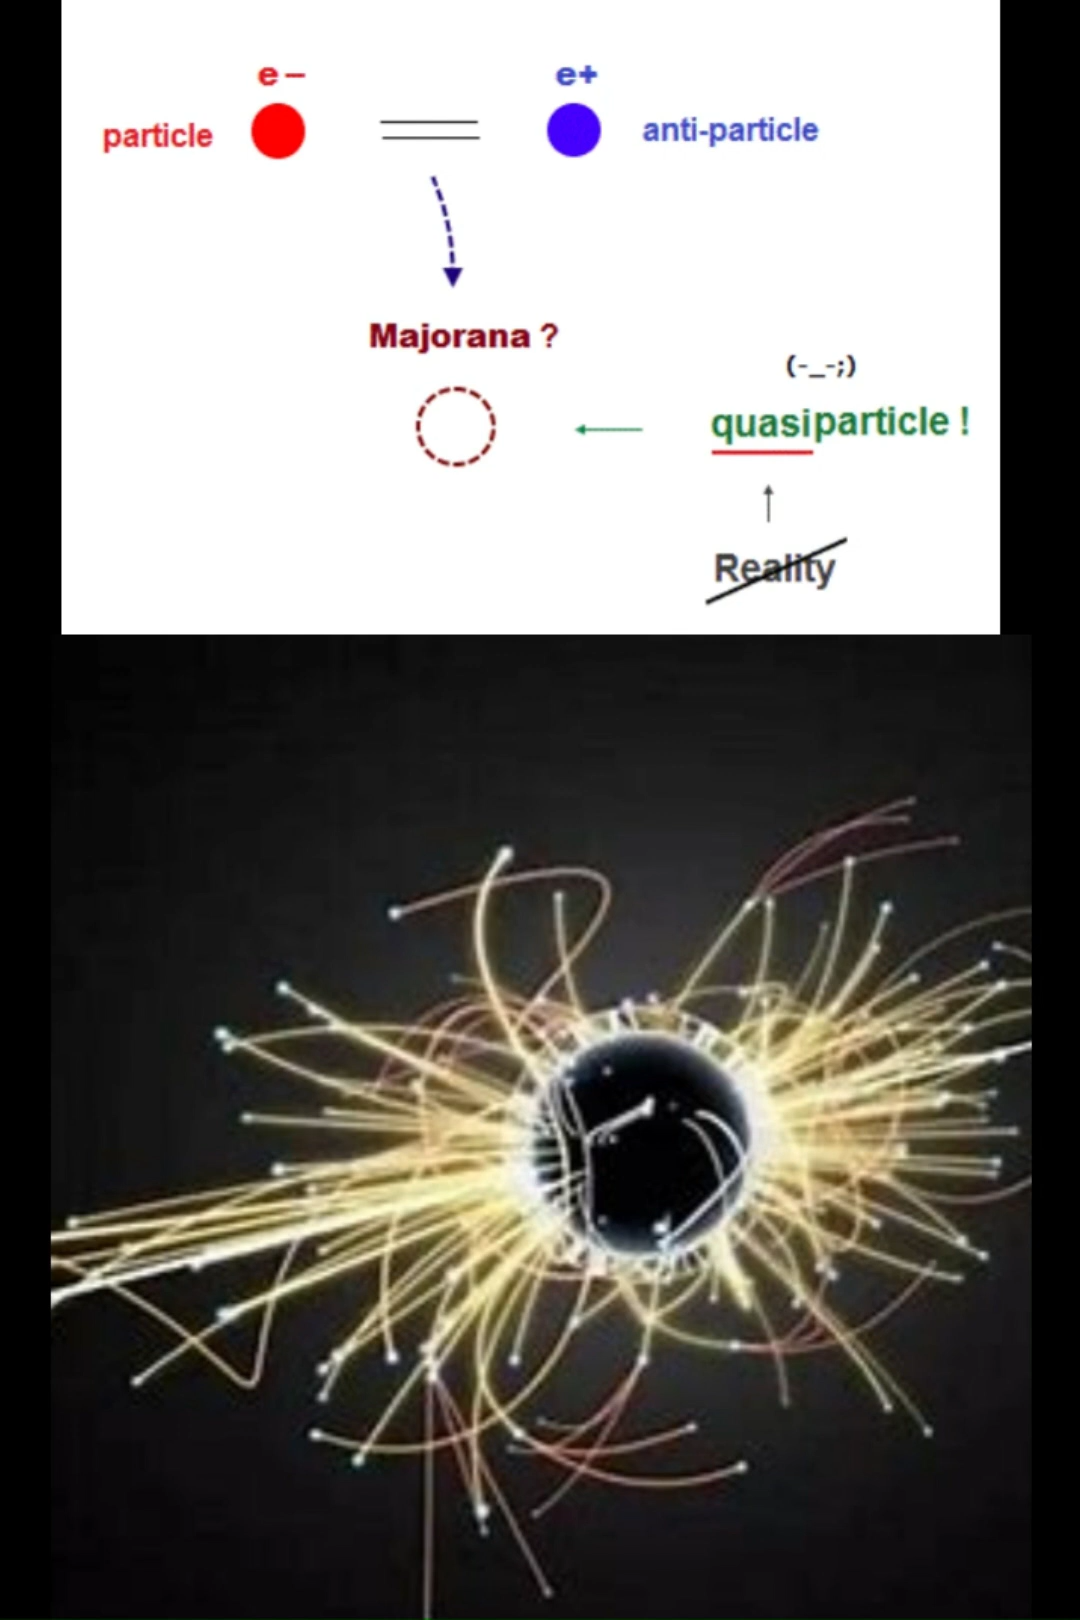 e− e+
particle anti-particle
Majorana ?
(-_-;)
quasiparticle !
Reality